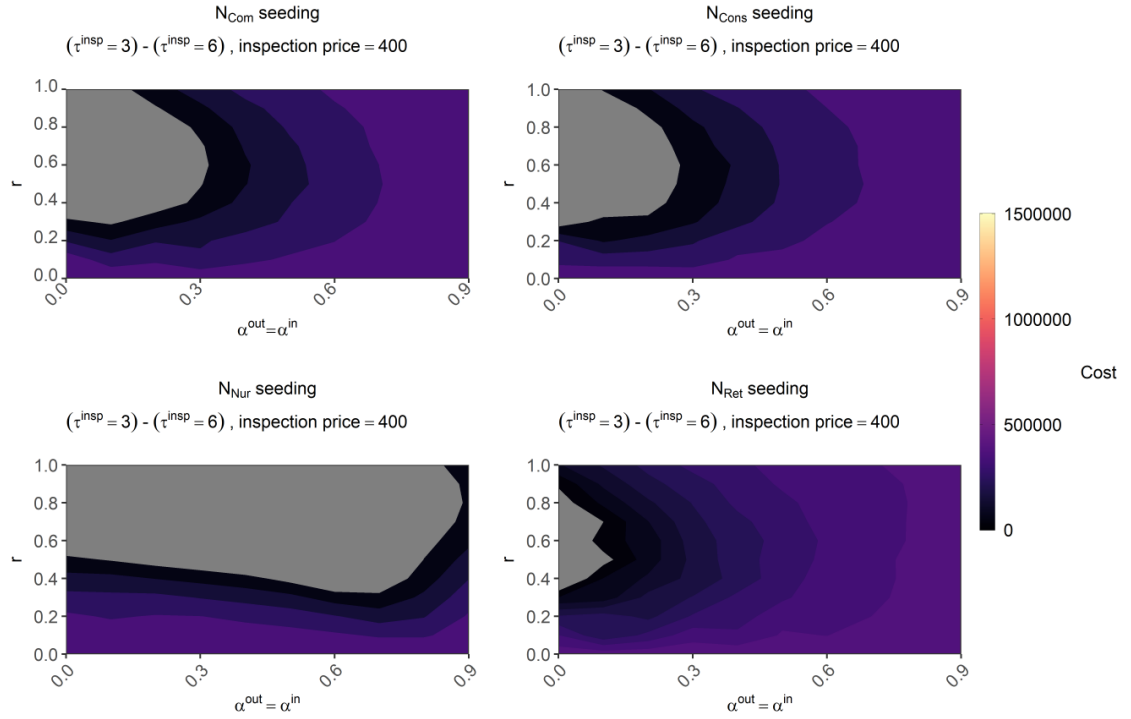 N_Com seeding
(τ^insp = 3) - (τ^insp = 6) , inspection price = 400
1.0
0.8
0.6
0.4
0.2
0.0
r
0.0
0.3
0.6
0.9
α^out = α^in
N_Cons seeding
(τ^insp = 3) - (τ^insp = 6) , inspection price = 400
1.0
0.8
0.6
0.4
0.2
0.0
r
0.0
0.3
0.6
0.9
α^out = α^in
N_Nur seeding
(τ^insp = 3) - (τ^insp = 6) , inspection price = 400
1.0
0.8
0.6
0.4
0.2
0.0
r
0.0
0.3
0.6
0.9
α^out = α^in
N_Ret seeding
(τ^insp = 3) - (τ^insp = 6) , inspection price = 400
1.0
0.8
0.6
0.4
0.2
0.0
r
0.0
0.3
0.6
0.9
α^out = α^in
1500000
1000000
500000
0
Cost